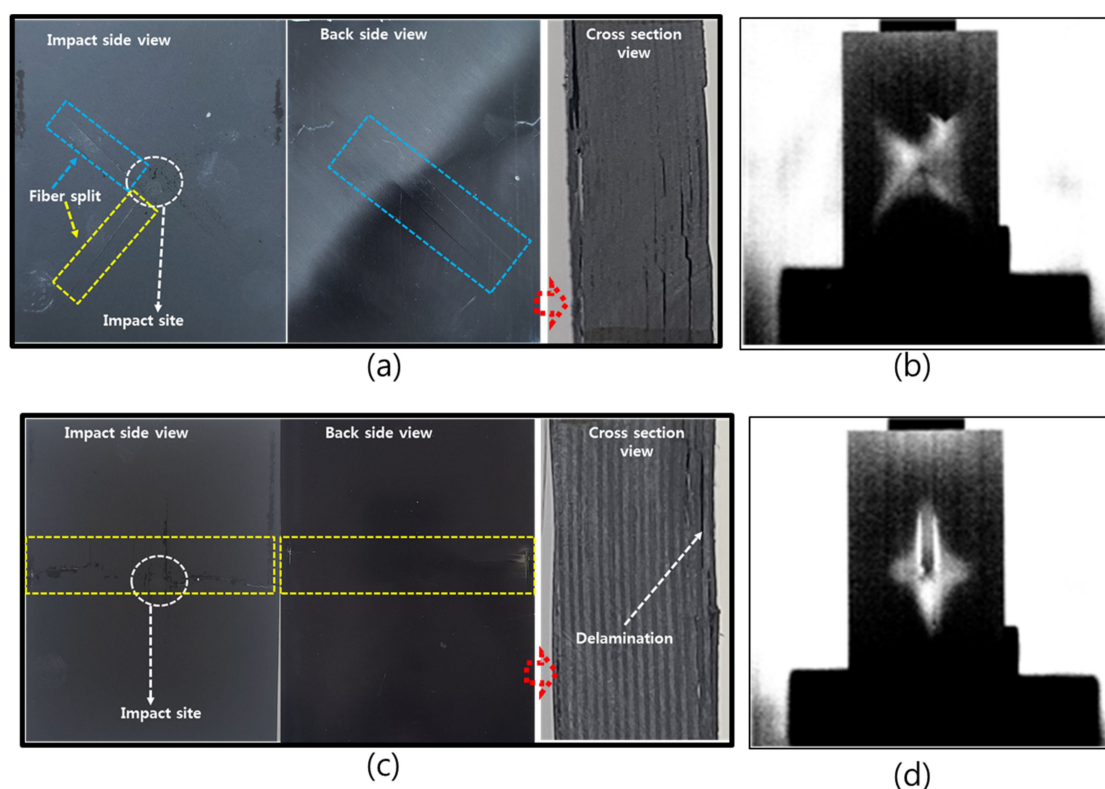 Impact side view
Back side view
Cross section
view
Fiber split
Impact site
(a)
(b)
Impact side view
Back side view
Cross section
view
Delamination
Impact site
(c)
(d)